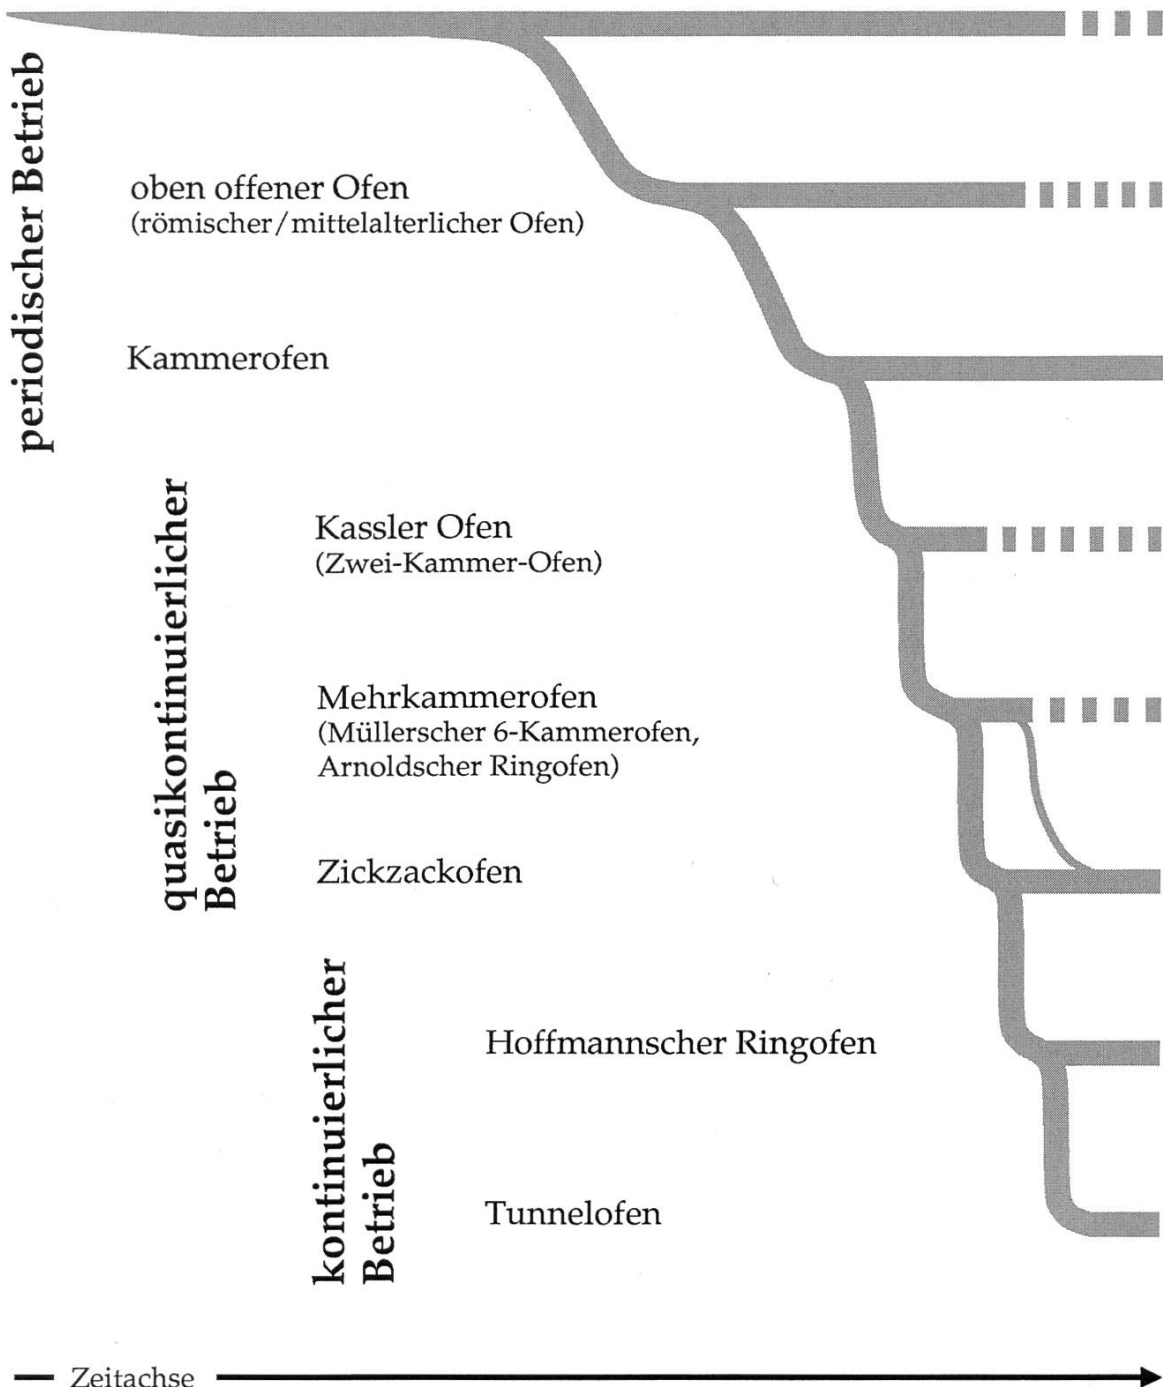 periodischer Betrieb
oben offener Ofen
(römischer/mittelalterlicher Ofen)
Kammerofen
quasikontinuierlicher
Betrieb
Kassler Ofen
(Zwei-Kammer-Ofen)
Mehrkammerofen
(Müllerscher 6-Kammerofen,
Arnoldscher Ringofen)
Zickzackofen
kontinuierlicher
Betrieb
Hoffmannscher Ringofen
Tunnelofen
Zeitachse